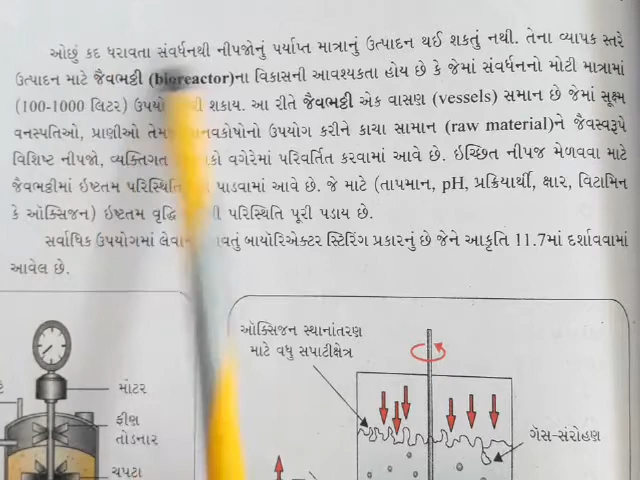 ઓછું કદ ધરાવતા સંવર્ધનથી નીપજોનું પર્યાપ્ત માત્રાનું ઉત્પાદન થઈ શકતું નથી. તેના વ્યાપક સ્તરે
ઉત્પાદન માટે જૈવભઠ્ઠી (bioreactor)ના વિકાસની આવશ્યકતા હોય છે કે જેમાં સંવર્ધનનો મોટી માત્રામાં
(100-1000 લિટર) શકાય. આ રીતે જૈવભઠ્ઠી એક વાસણ (vessels) સમાન છે જેમાં સૂક્ષ્મ
વનસ્પતિઓ, પ્રાણીઓ ઉપયોગ કરીને કાચા સામાન (raw material)ને જૈવસ્વરૂપે
વિશિષ્ટ નીપજો, વ્યક્તિગત વગેરેમાં પરિવર્તિત કરવામાં આવે છે. ઇચ્છિત નીપજ મેળવવા માટે
જૈવભઠ્ઠીમાં ઇષ્ટતમ પાડવામાં આવે છે. જે માટે (તાપમાન, pH, પ્રક્રિયાર્થી, ક્ષાર, વિટામિન
કે ઑક્સિજન) ઇષ્ટતમ પરિસ્થિતિ પૂરી પડાય છે.
સર્વાધિક ઉપયોગમાં બાયૉરિઍક્ટર સ્ટિરિંગ પ્રકારનું છે જેને આકૃતિ 11.7માં દર્શાવવામાં
આવેલ છે.
ઑક્સિજન સ્થાનાંતરણ
માટે વધુ સપાટીક્ષેત્ર
મોટર
ફીણ
તોડનાર
ચપટા
ગૅસ-સંરોહણ